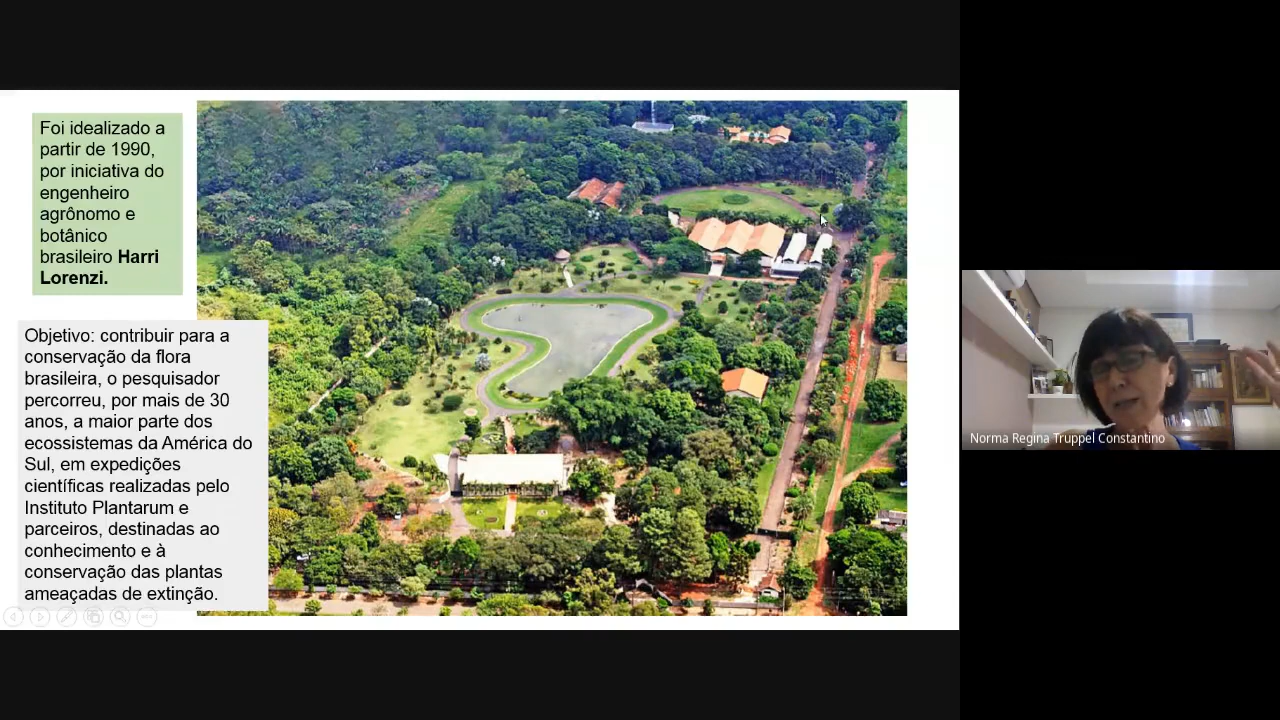 Foi idealizado a
partir de 1990,
por iniciativa do
engenheiro
agrônomo e
botânico
brasileiro Harri
Lorenzi.
Objetivo: contribuir para a
conservação da flora
brasileira, o pesquisador
percorreu, por mais de 30
anos, a maior parte dos
ecossistemas da América do
Sul, em expedições
científicas realizadas pelo
Instituto Plantarum e
parceiros, destinadas ao
conhecimento e à
conservação das plantas
ameaçadas de extinção.
Norma Regina Truppel Constantino